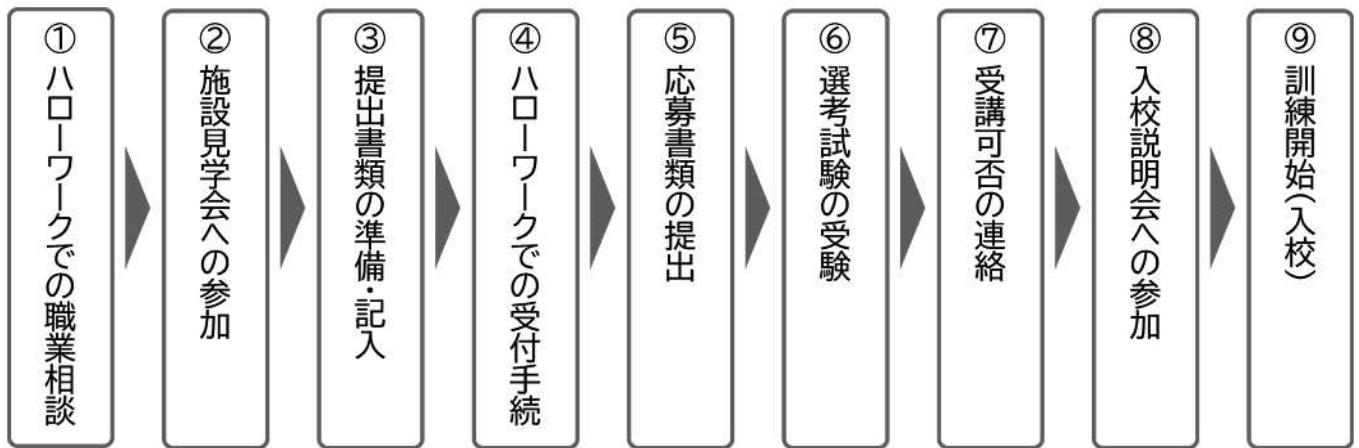 ① ハローワークでの職業相談
② 施設見学会への参加
③ 提出書類の準備・記入
④ ハローワークでの受付手続
⑤ 応募書類の提出
⑥ 選考試験の受験
⑦ 受講可否の連絡
⑧ 入校説明会への参加
⑨ 訓練開始(入校)